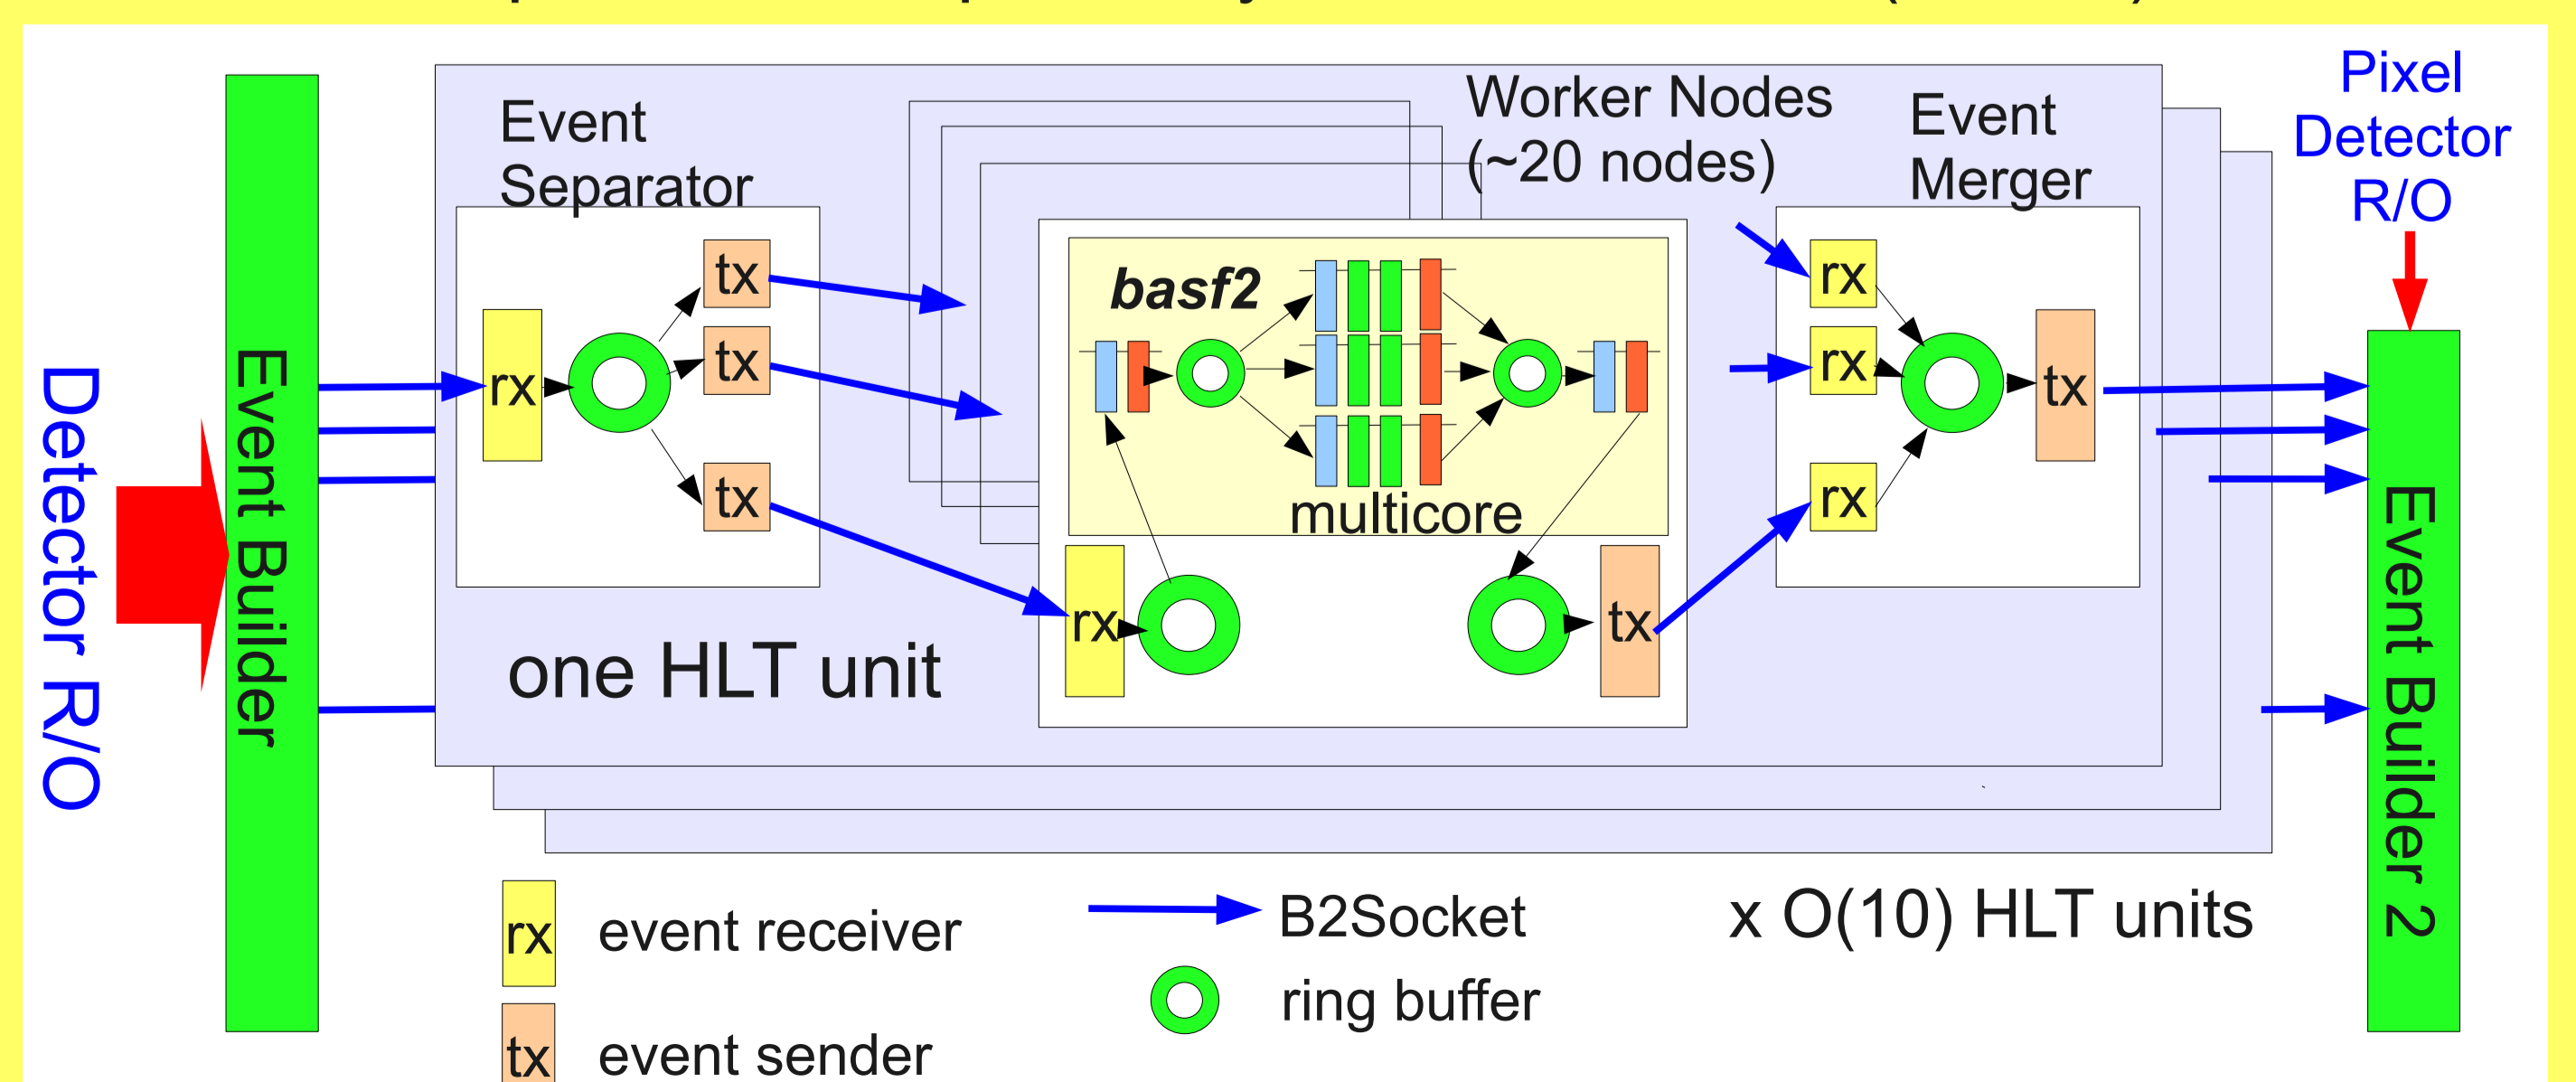 Detector R/O
Event Builder
Event
Separator
rx
tx
tx
tx
one HLT unit
Worker Nodes
(~20 nodes)
basf2
multicore
rx
tx
Event
Merger
rx
rx
rx
tx
Pixel
Detector
R/O
Event Builder 2
rx event receiver
tx event sender
B2Socket
ring buffer
x O(10) HLT units